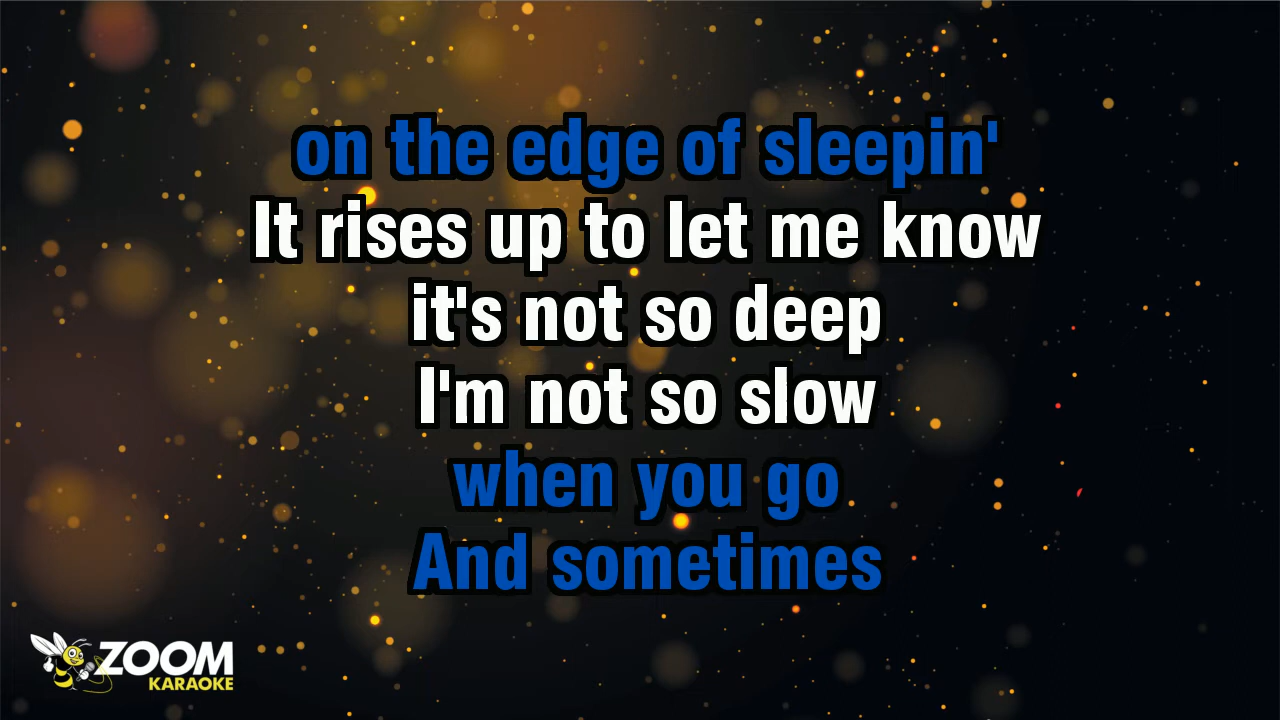 on the edge of sleepin'
It rises up to let me know
it's not so deep
I'm not so slow
when you go
And sometimes
ZOOM
KARAOKE